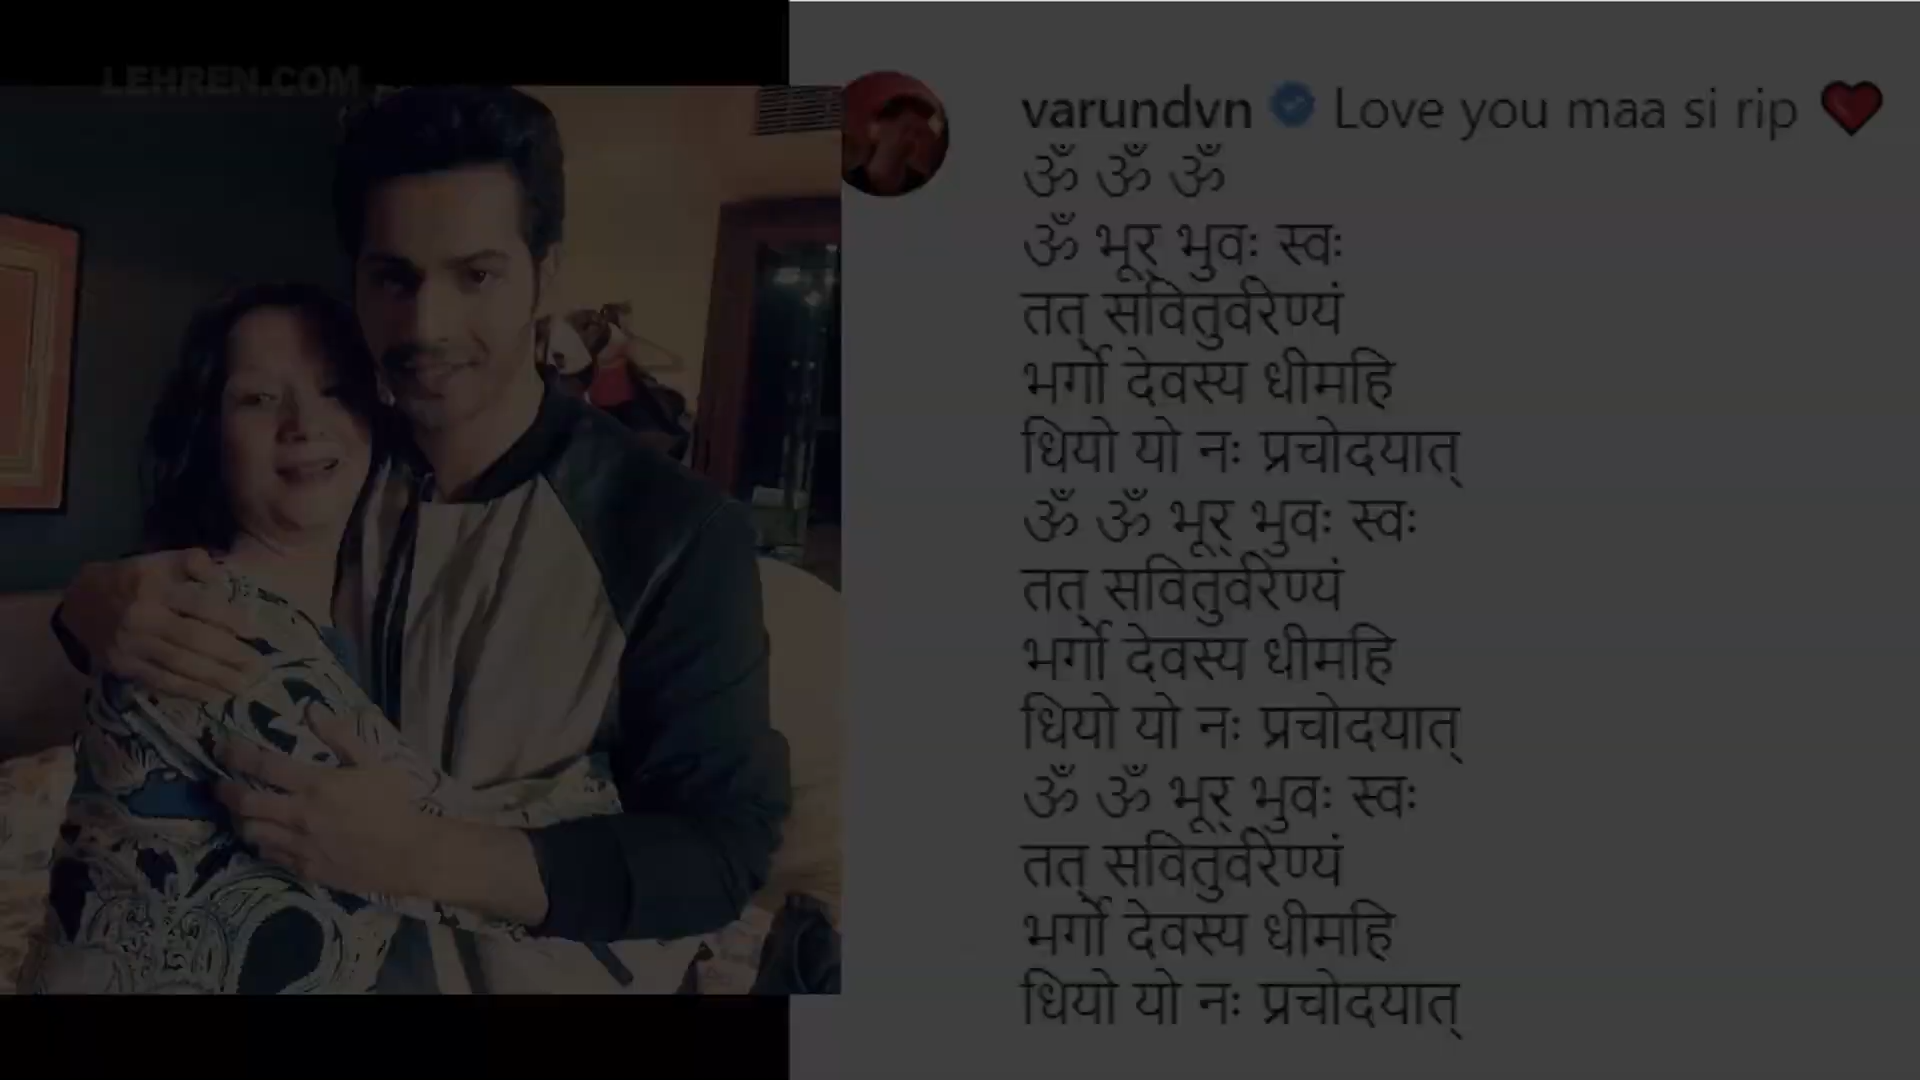 LEHREN.COM
varundvn Love you maa si rip ❤️
ॐ ॐ ॐ
ॐ भूर् भुवः स्वः
तत् सवितुर्वरेण्यं
भर्गो देवस्य धीमहि
धियो यो नः प्रचोदयात्
ॐ ॐ भूर् भुवः स्वः
तत् सवितुर्वरेण्यं
भर्गो देवस्य धीमहि
धियो यो नः प्रचोदयात्
ॐ ॐ भूर् भुवः स्वः
तत् सवितुर्वरेण्यं
भर्गो देवस्य धीमहि
धियो यो नः प्रचोदयात्